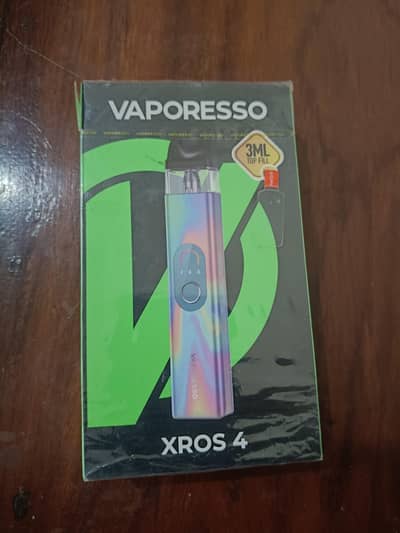 VAPORESSO
3ML
TOP FILL
XROS 4